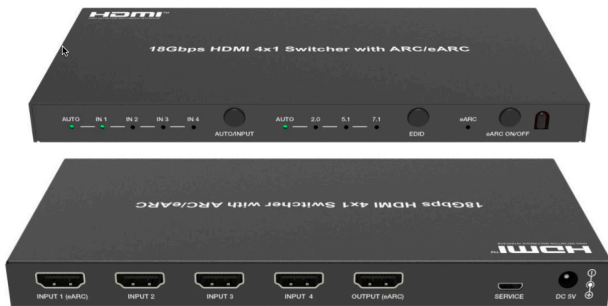 HDMI™
18Gbps HDMI 4x1 Switcher with ARC/eARC
AUTO IN 1 IN 2 IN 3 IN 4 AUTO 2.0 5.1 7.1 eARC
AUTO/INPUT EDID eARC ON/OFF
18Gbps HDMI 4x1 Switcher with ARC/eARC
HDMI™
INPUT 1 (eARC) INPUT 2 INPUT 3 INPUT 4 OUTPUT (eARC) SERVICE DC 5V